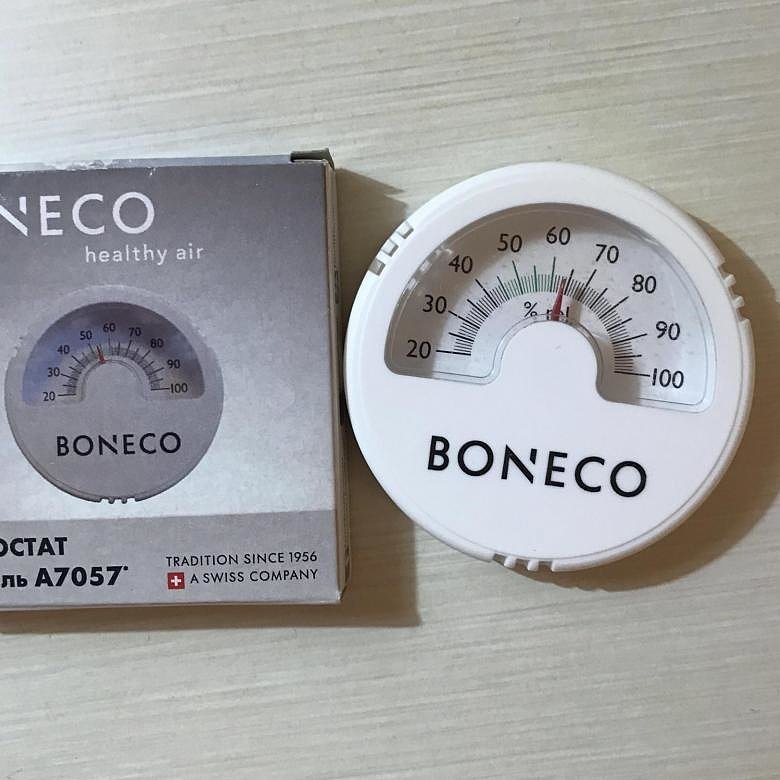 NECO
healthy air
20 30 40 50 60 70 80 90 100
BONECO
ОСТАТ
ль A7057*
TRADITION SINCE 1956
A SWISS COMPANY
20 30 40 50 60 70 80 90 100
%
BONECO